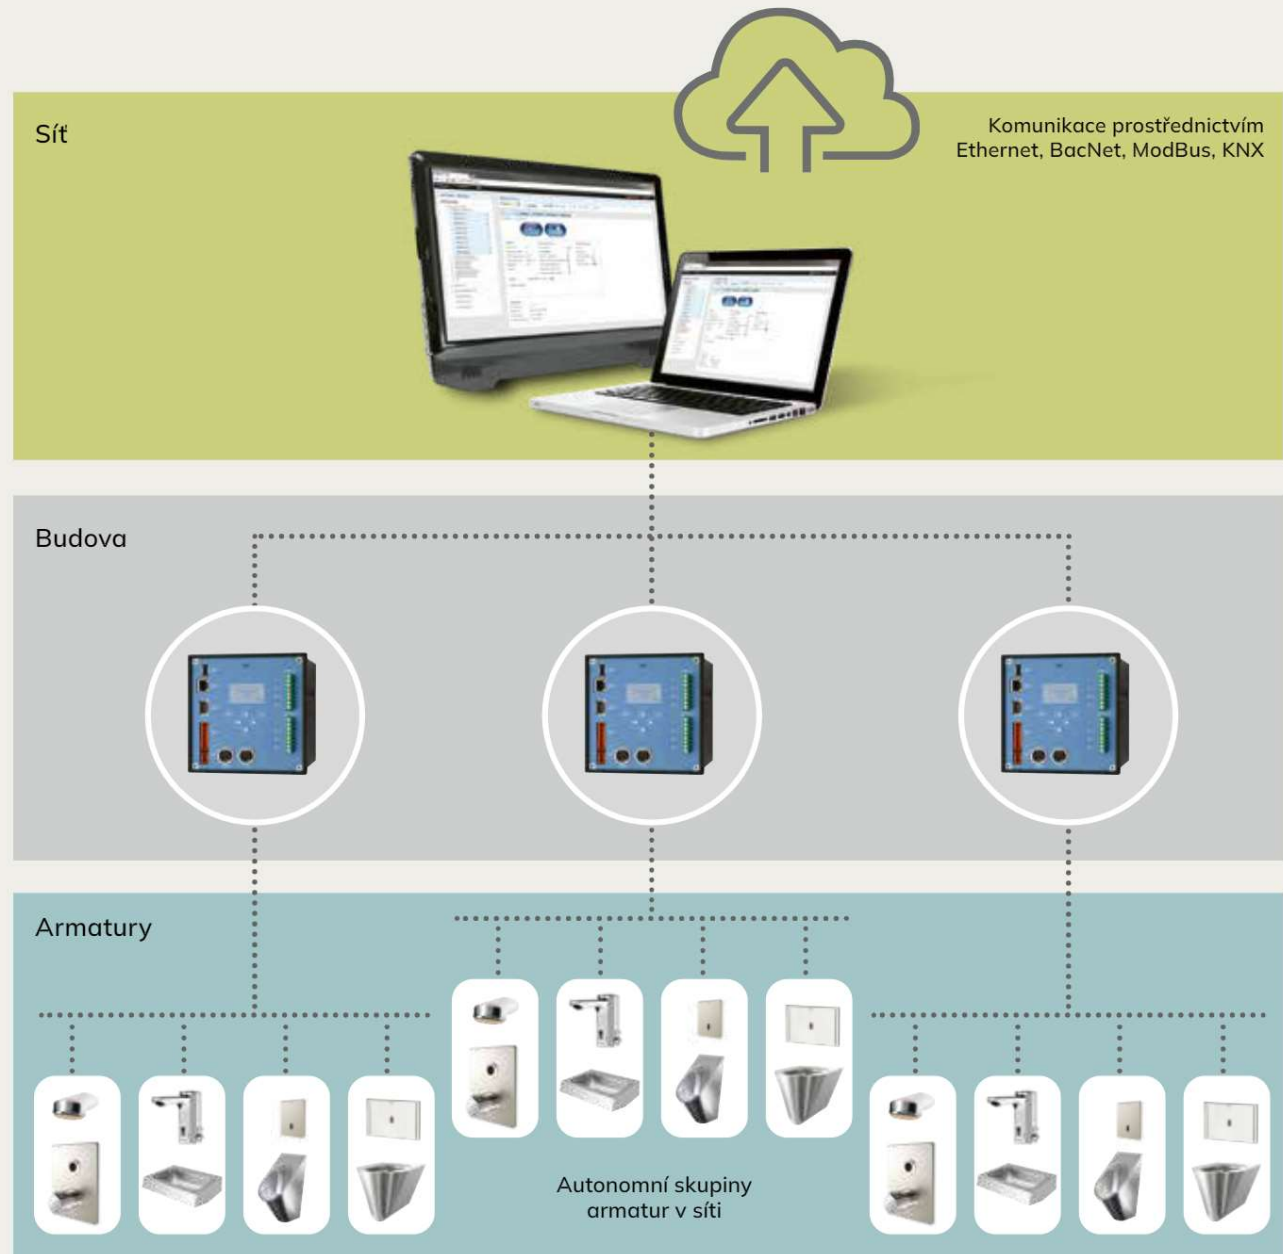 Síť
Komunikace prostřednictvím
Ethernet, BacNet, ModBus, KNX
Budova
Armatury
Autonomní skupiny
armatur v síti